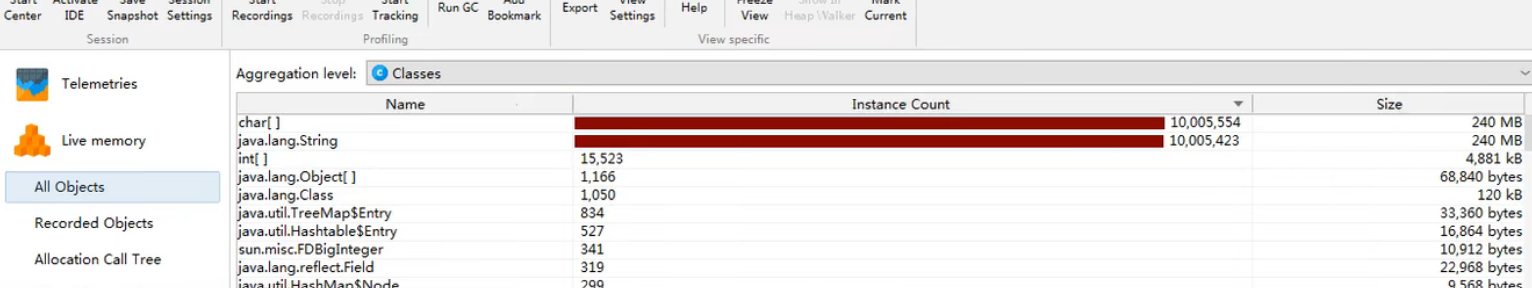 Start Activate Save Session Start Stop Start Run GC Add Export View Help Freeze Show In Mark
Center IDE Snapshot Settings Recordings Recordings Tracking Bookmark Settings View Heap Walker Current
Session Profiling View specific
Telemetries
Live memory
All Objects
Recorded Objects
Allocation Call Tree
Aggregation level: Classes
Name Instance Count Size
char[ ] 10,005,554 240 MB
java.lang.String 10,005,423 240 MB
int[ ] 15,523 4,881 kB
java.lang.Object[ ] 1,166 68,840 bytes
java.lang.Class 1,050 120 kB
java.util.TreeMap$Entry 834 33,360 bytes
java.util.Hashtable$Entry 527 16,864 bytes
sun.misc.FDBigInteger 341 10,912 bytes
java.lang.reflect.Field 319 22,968 bytes
java.util.HashMap$Node 299 9,568 bytes